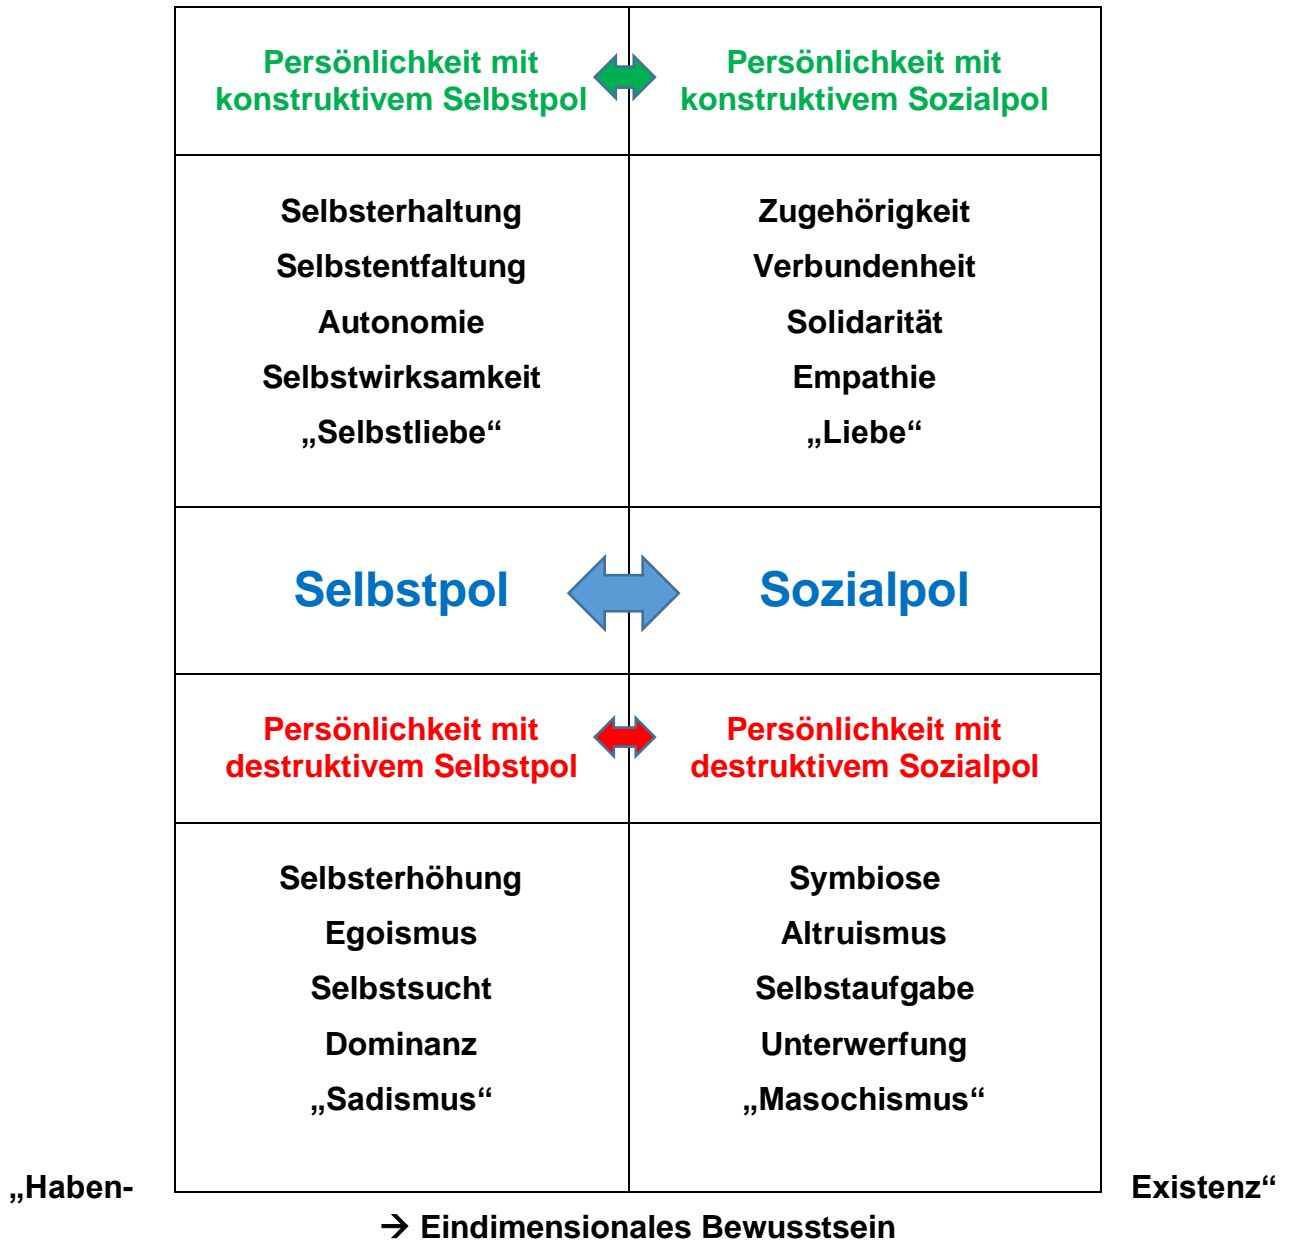 Persönlichkeit mit
konstruktivem Selbstpol
Persönlichkeit mit
konstruktivem Sozialpol
Selbsterhaltung
Selbstentfaltung
Autonomie
Selbstwirksamkeit
„Selbstliebe“
Zugehörigkeit
Verbundenheit
Solidarität
Empathie
„Liebe“
Selbstpol
Sozialpol
Persönlichkeit mit
destruktivem Selbstpol
Persönlichkeit mit
destruktivem Sozialpol
Selbsterhöhung
Egoismus
Selbstsucht
Dominanz
„Sadismus“
Symbiose
Altruismus
Selbstaufgabe
Unterwerfung
„Masochismus“
„Haben-
Existenz“
→ Eindimensionales Bewusstsein